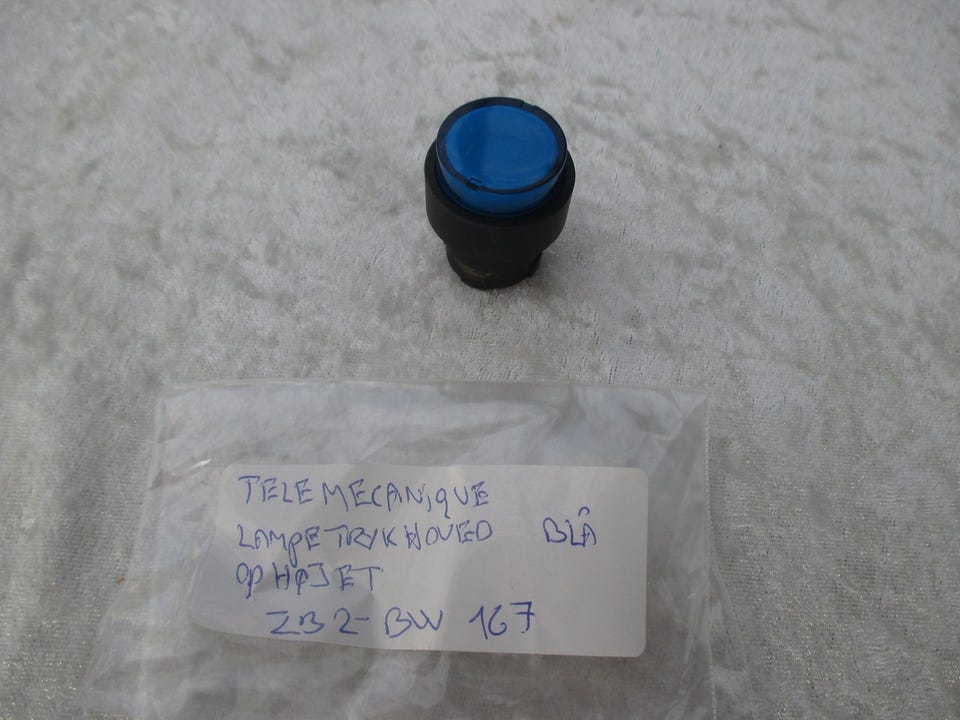 TELEMECANIQUE
LAMPETRYKHOVED BLÅ
OPHØJET
ZB2-BW 167